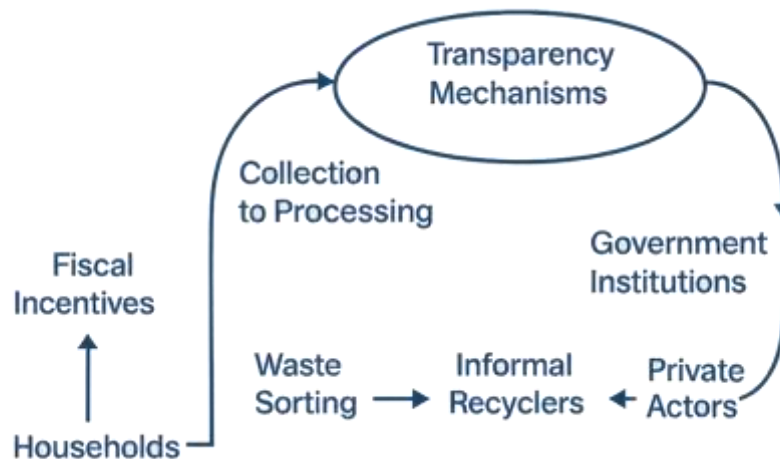 Transparency
Mechanisms
Collection
to Processing
Government
Institutions
Fiscal
Incentives
Waste
Sorting
Informal
Recyclers
Private
Actors
Households